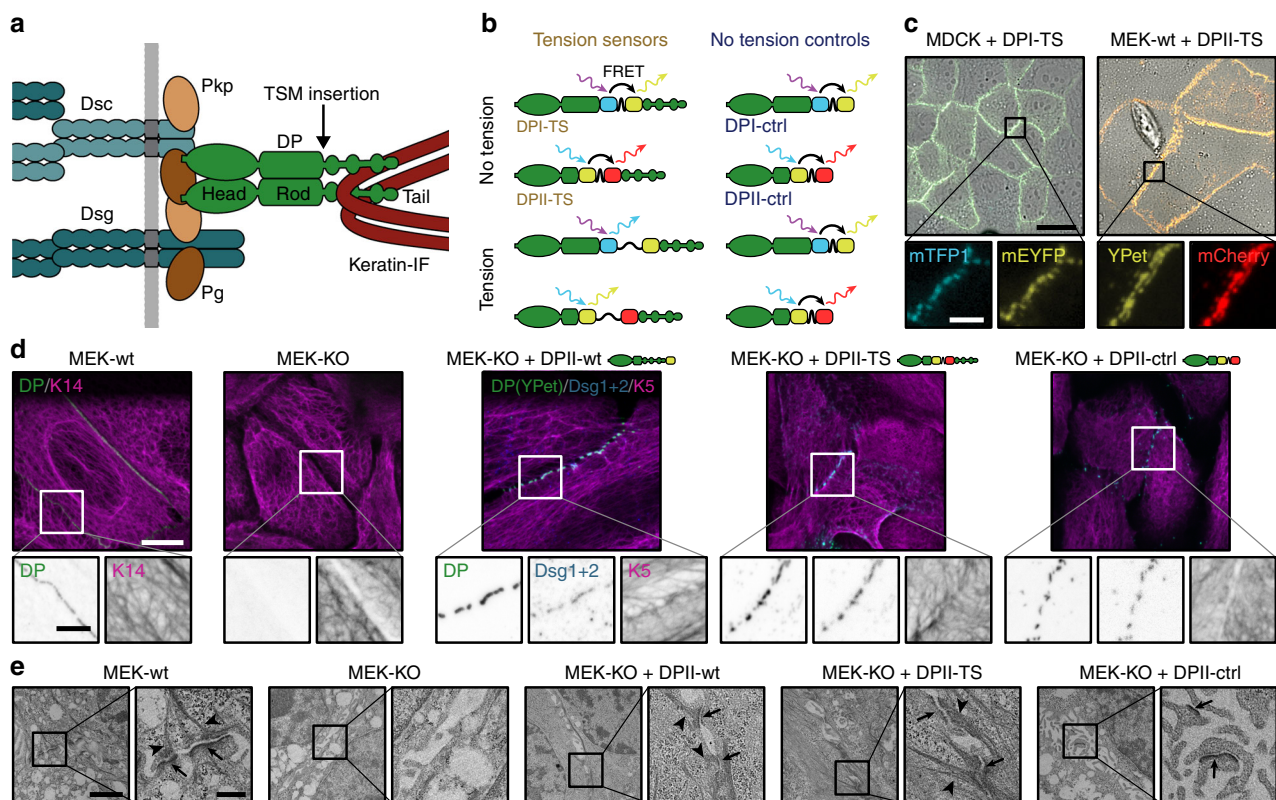 a
Pkp
Dsc
TSM insertion
DP
Head
Rod
Tail
Dsg
Keratin-IF
Pg
b
Tension sensors
No tension controls
No tension
FRET
DPI-TS
DPI-ctrl
DPII-TS
DPII-ctrl
Tension
c
MDCK + DPI-TS
MEK-wt + DPII-TS
mTFP1
mEYFP
YPet
mCherry
d
MEK-wt
MEK-KO
MEK-KO + DPII-wt
MEK-KO + DPII-TS
MEK-KO + DPII-ctrl
DP/K14
DP(YPet)/Dsg1+2/K5
DP
K14
DP
Dsg1+2
K5
e
MEK-wt
MEK-KO
MEK-KO + DPII-wt
MEK-KO + DPII-TS
MEK-KO + DPII-ctrl